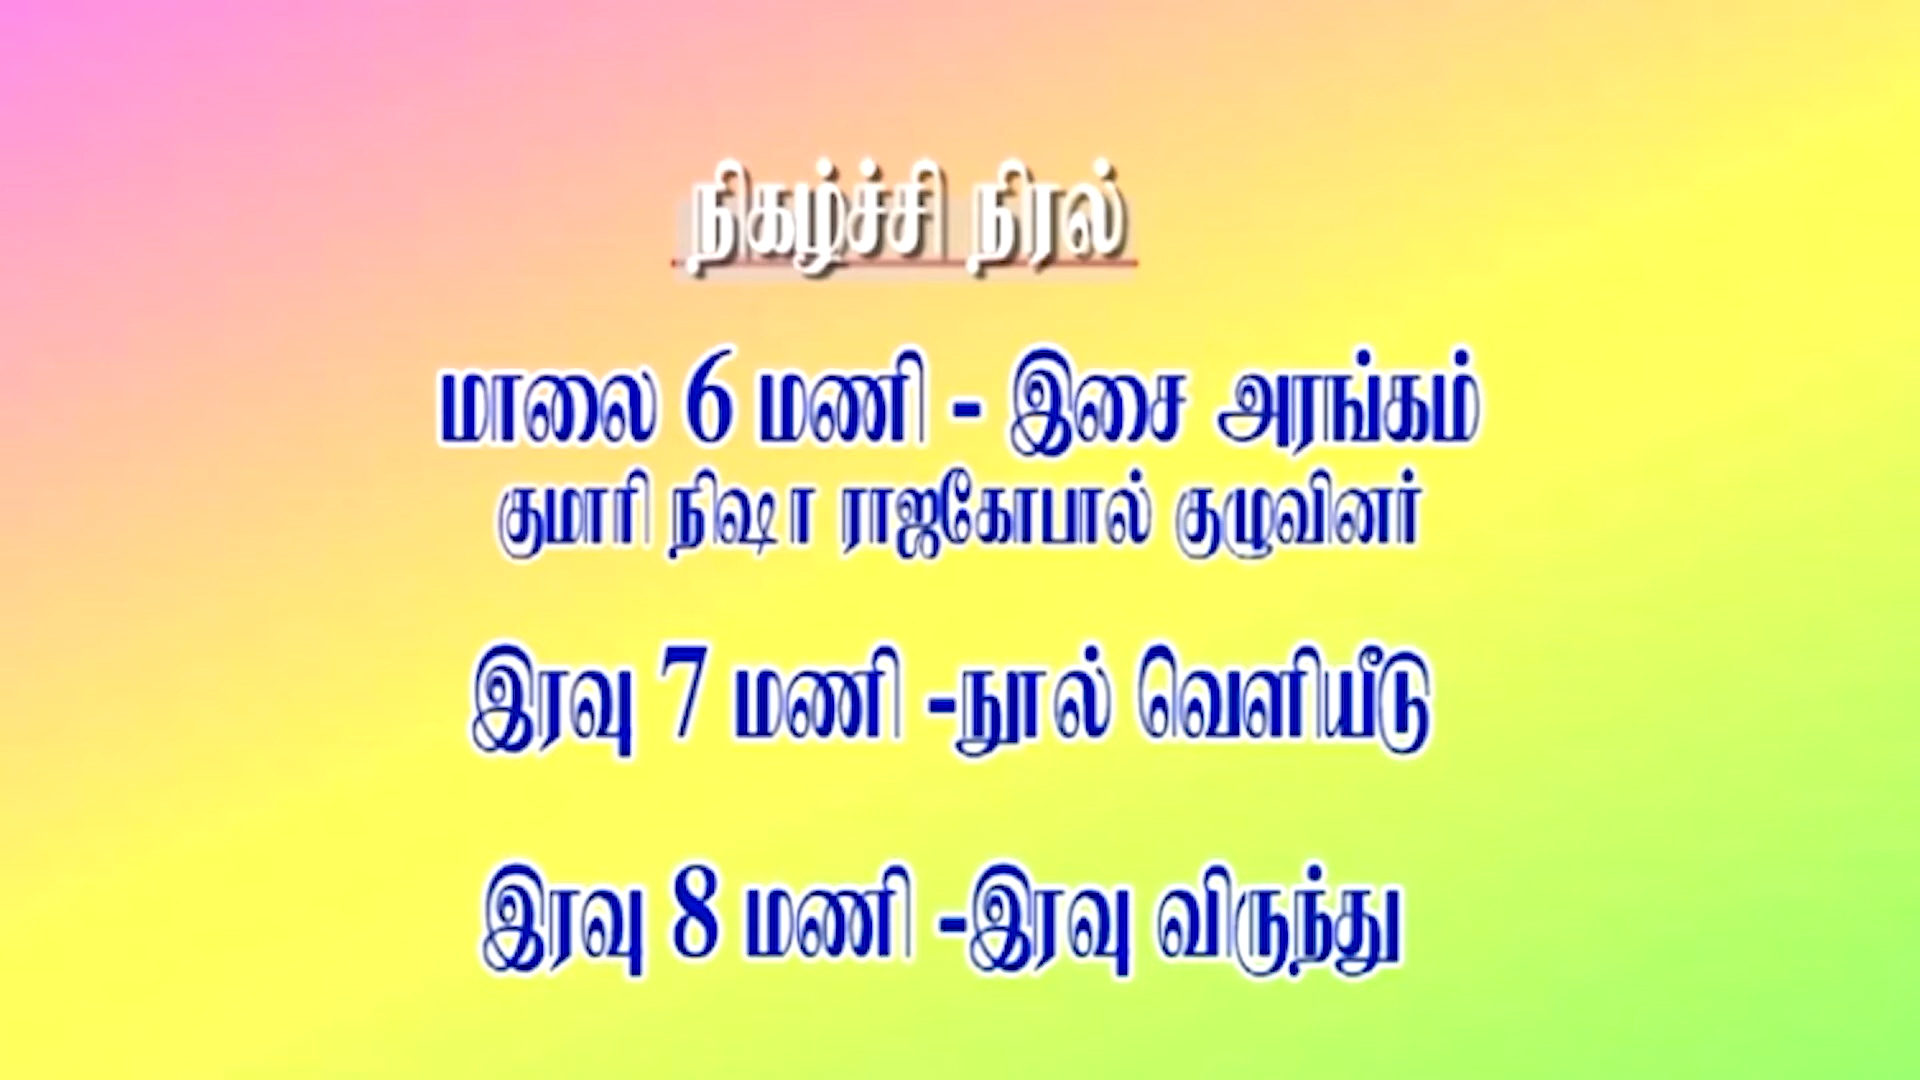 நிகழ்ச்சி நிரல்
மாலை 6 மணி - இசை அரங்கம்
குமாரி நிஷா ராஜகோபால் குழுவினர்
இரவு 7 மணி -நூல் வெளியீடு
இரவு 8 மணி -இரவு விருந்து